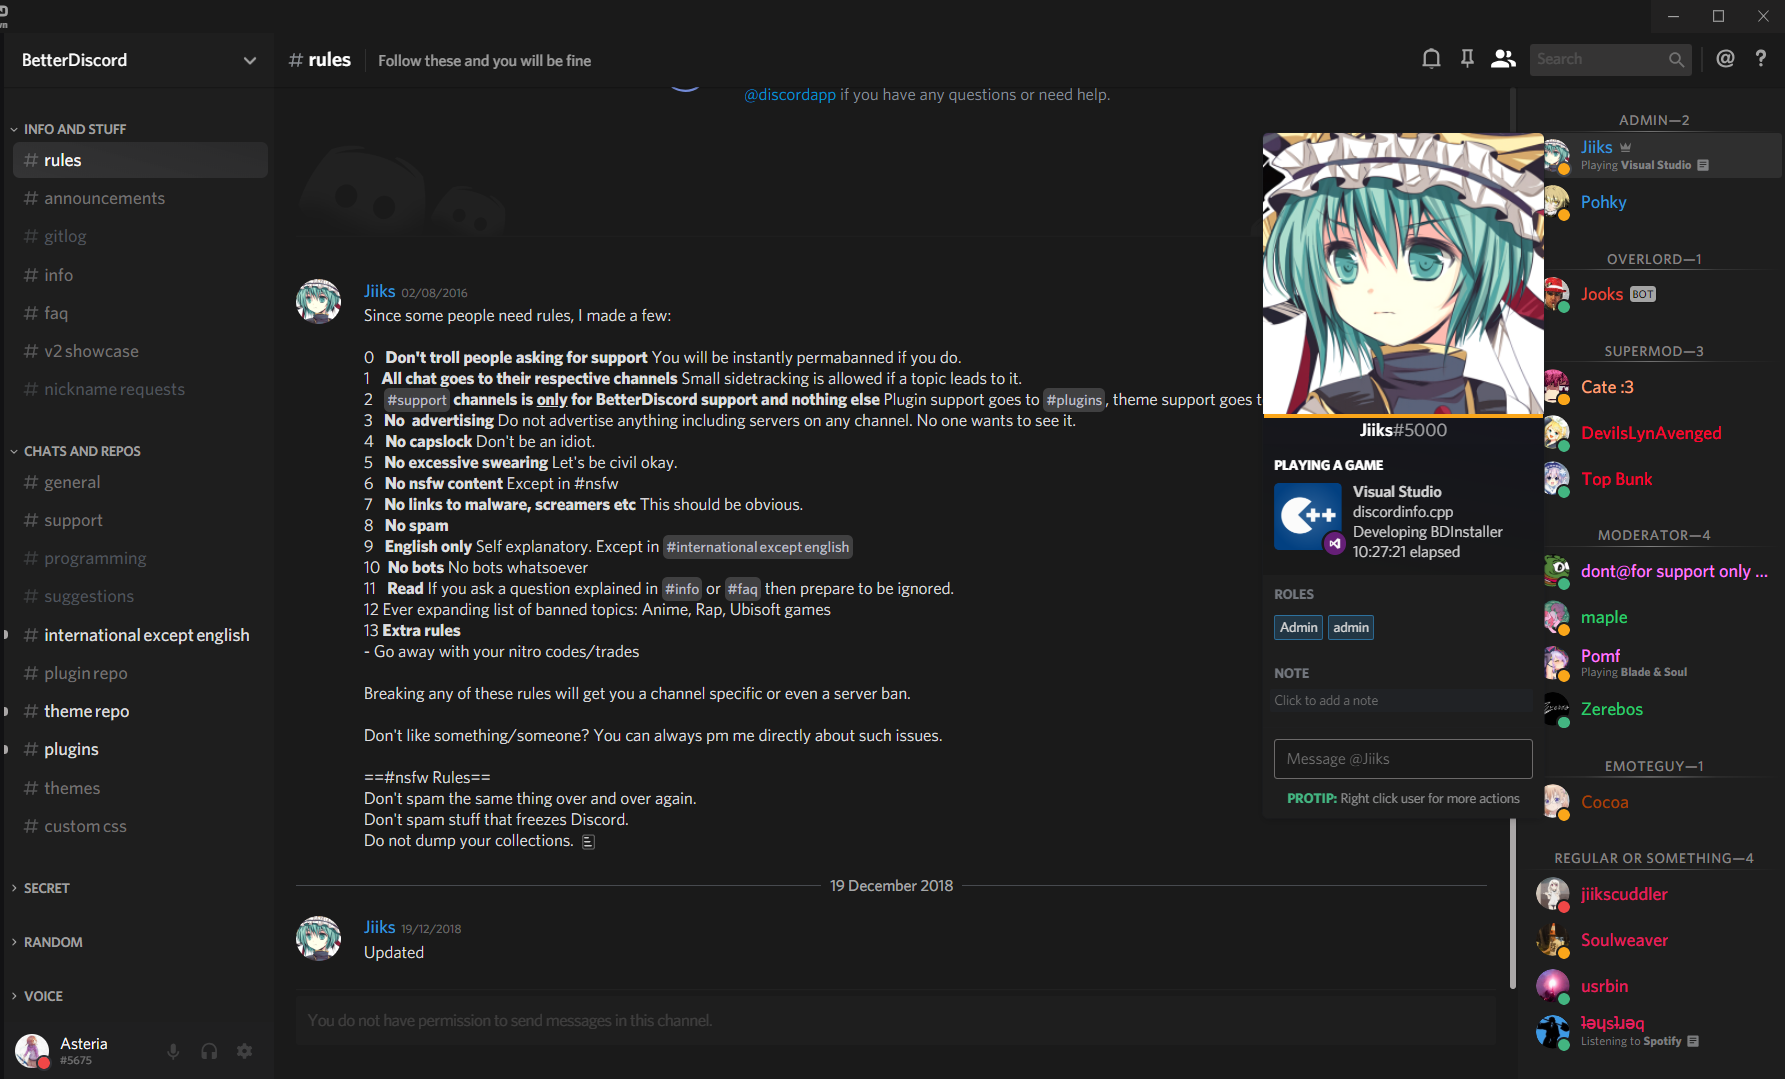 BetterDiscord
# rules
Follow these and you will be fine
Search
@ ?
INFO AND STUFF
# rules
# announcements
# gitlog
# info
# faq
# v2 showcase
# nickname requests
CHATS AND REPOS
# general
# support
# programming
# suggestions
# international except english
# plugin repo
# theme repo
# plugins
# themes
# custom css
SECRET
RANDOM
VOICE
Asteria
#5675
@discordapp if you have any questions or need help.
Jiiks 02/08/2016
Since some people need rules, I made a few:
0 Don't troll people asking for support You will be instantly permabanned if you do.
1 All chat goes to their respective channels Small sidetracking is allowed if a topic leads to it.
2 #support channels is only for BetterDiscord support and nothing else Plugin support goes to #plugins, theme support goes t
3 No advertising Do not advertise anything including servers on any channel. No one wants to see it.
4 No capslock Don't be an idiot.
5 No excessive swearing Let's be civil okay.
6 No nsfw content Except in #nsfw
7 No links to malware, screamers etc This should be obvious.
8 No spam
9 English only Self explanatory. Except in #international except english
10 No bots No bots whatsoever
11 Read If you ask a question explained in #info or #faq then prepare to be ignored.
12 Ever expanding list of banned topics: Anime, Rap, Ubisoft games
13 Extra rules
- Go away with your nitro codes/trades
Breaking any of these rules will get you a channel specific or even a server ban.
Don't like something/someone? You can always pm me directly about such issues.
==#nsfw Rules==
Don't spam the same thing over and over again.
Don't spam stuff that freezes Discord.
Do not dump your collections.
19 December 2018
Jiiks 19/12/2018
Updated
You do not have permission to send messages in this channel.
Jiiks#5000
PLAYING A GAME
C++
Visual Studio
discordinfo.cpp
Developing BDInstaller
10:27:21 elapsed
ROLES
Admin admin
NOTE
Click to add a note
Message @Jiiks
PROTIP: Right click user for more actions
ADMIN—2
Jiiks
Playing Visual Studio
Pohky
OVERLORD—1
Jooks BOT
SUPERMOD—3
Cate :3
DevilsLynAvenged
Top Bunk
MODERATOR—4
dont@for support only ...
maple
Pomf
Playing Blade & Soul
Zerebos
EMOTEGUY—1
Cocoa
REGULAR OR SOMETHING—4
jiikscuddler
Soulweaver
usrbin
Listening to Spotify